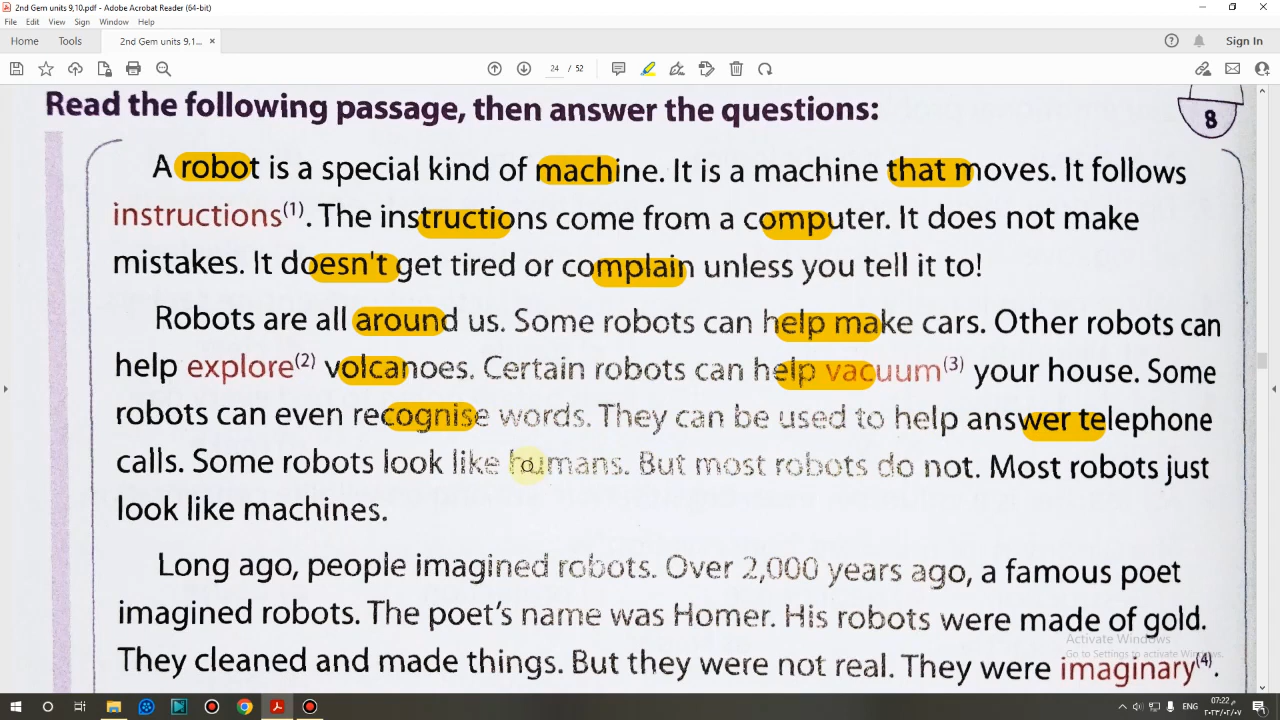 2nd Gem units 9,10.pdf - Adobe Acrobat Reader (64-bit)
File Edit View Sign Window Help
Home Tools 2nd Gem units 9,1... × Sign In
24 / 52
Read the following passage, then answer the questions:
8
A robot is a special kind of machine. It is a machine that moves. It follows
instructions(1). The instructions come from a computer. It does not make
mistakes. It doesn't get tired or complain unless you tell it to!
Robots are all around us. Some robots can help make cars. Other robots can
help explore(2) volcanoes. Certain robots can help vacuum(3) your house. Some
robots can even recognise words. They can be used to help answer telephone
calls. Some robots look like humans. But most robots do not. Most robots just
look like machines.
Long ago, people imagined robots. Over 2,000 years ago, a famous poet
imagined robots. The poet's name was Homer. His robots were made of gold.
They cleaned and made things. But they were not real. They were imaginary(4).
Activate Windows
Go to Settings to activate Windows.
ENG
07:22 م
٢٠٢٣/٠٢/٠٧